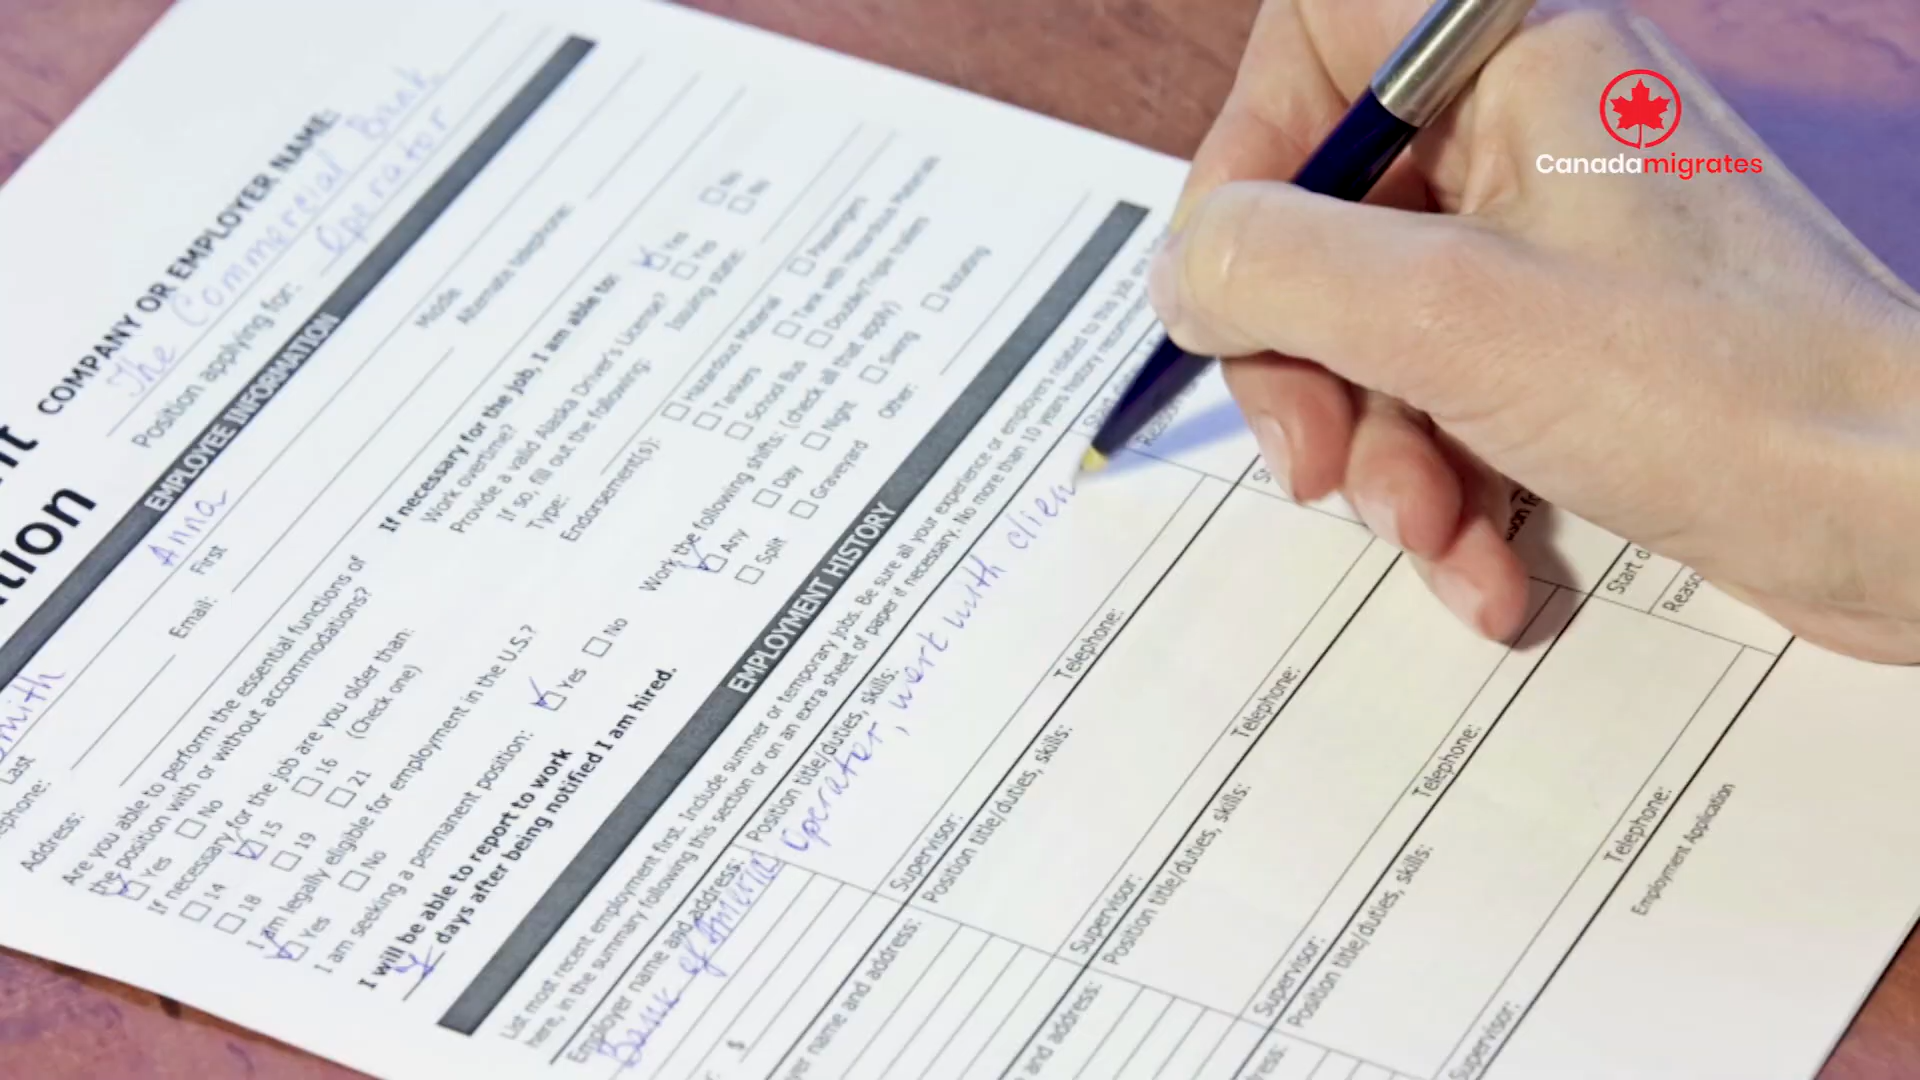 Canadamigrates
COMPANY OR EMPLOYER NAME:
The Commercial Bank
Position applying for: Operator
EMPLOYEE INFORMATION
Anna
Last
First
Middle
Address:
Email:
Alternate telephone:
Are you able to perform the essential functions of
the position with or without accommodations?
Yes No
If necessary for the job are you older than:
(Check one)
14 15 16
18 19 21
I am legally eligible for employment in the U.S.?
Yes No
I am seeking a permanent position:
Yes No
I will be able to report to work
days after being notified I am hired.
If necessary for the job, I am able to:
Work overtime? Yes No
Provide a valid Alaska Driver's License? Yes No
If so, fill out the following:
Type: Issuing state:
Endorsement(s):
Hazardous Material Passengers
Tankers Tank with Hazardous Materials
School Bus Double/Triple trailers
Work the following shifts: (check all that apply)
Any Day Night Swing Rotating
Split Graveyard Other:
EMPLOYMENT HISTORY
List most recent employment first. Include summer or temporary jobs. Be sure all your experience or employers related to this job are
here, in the summary following this section or on an extra sheet of paper if necessary. No more than 10 years history
Employer name and address:
Bank of
Position title/duties, skills:
Operator, work with clien
$
Supervisor:
Telephone:
name and address:
Position title/duties, skills:
Supervisor:
Telephone:
and address:
Position title/duties, skills:
Supervisor:
Telephone:
Position title/duties, skills:
Supervisor:
Telephone:
Start d
Employment Application